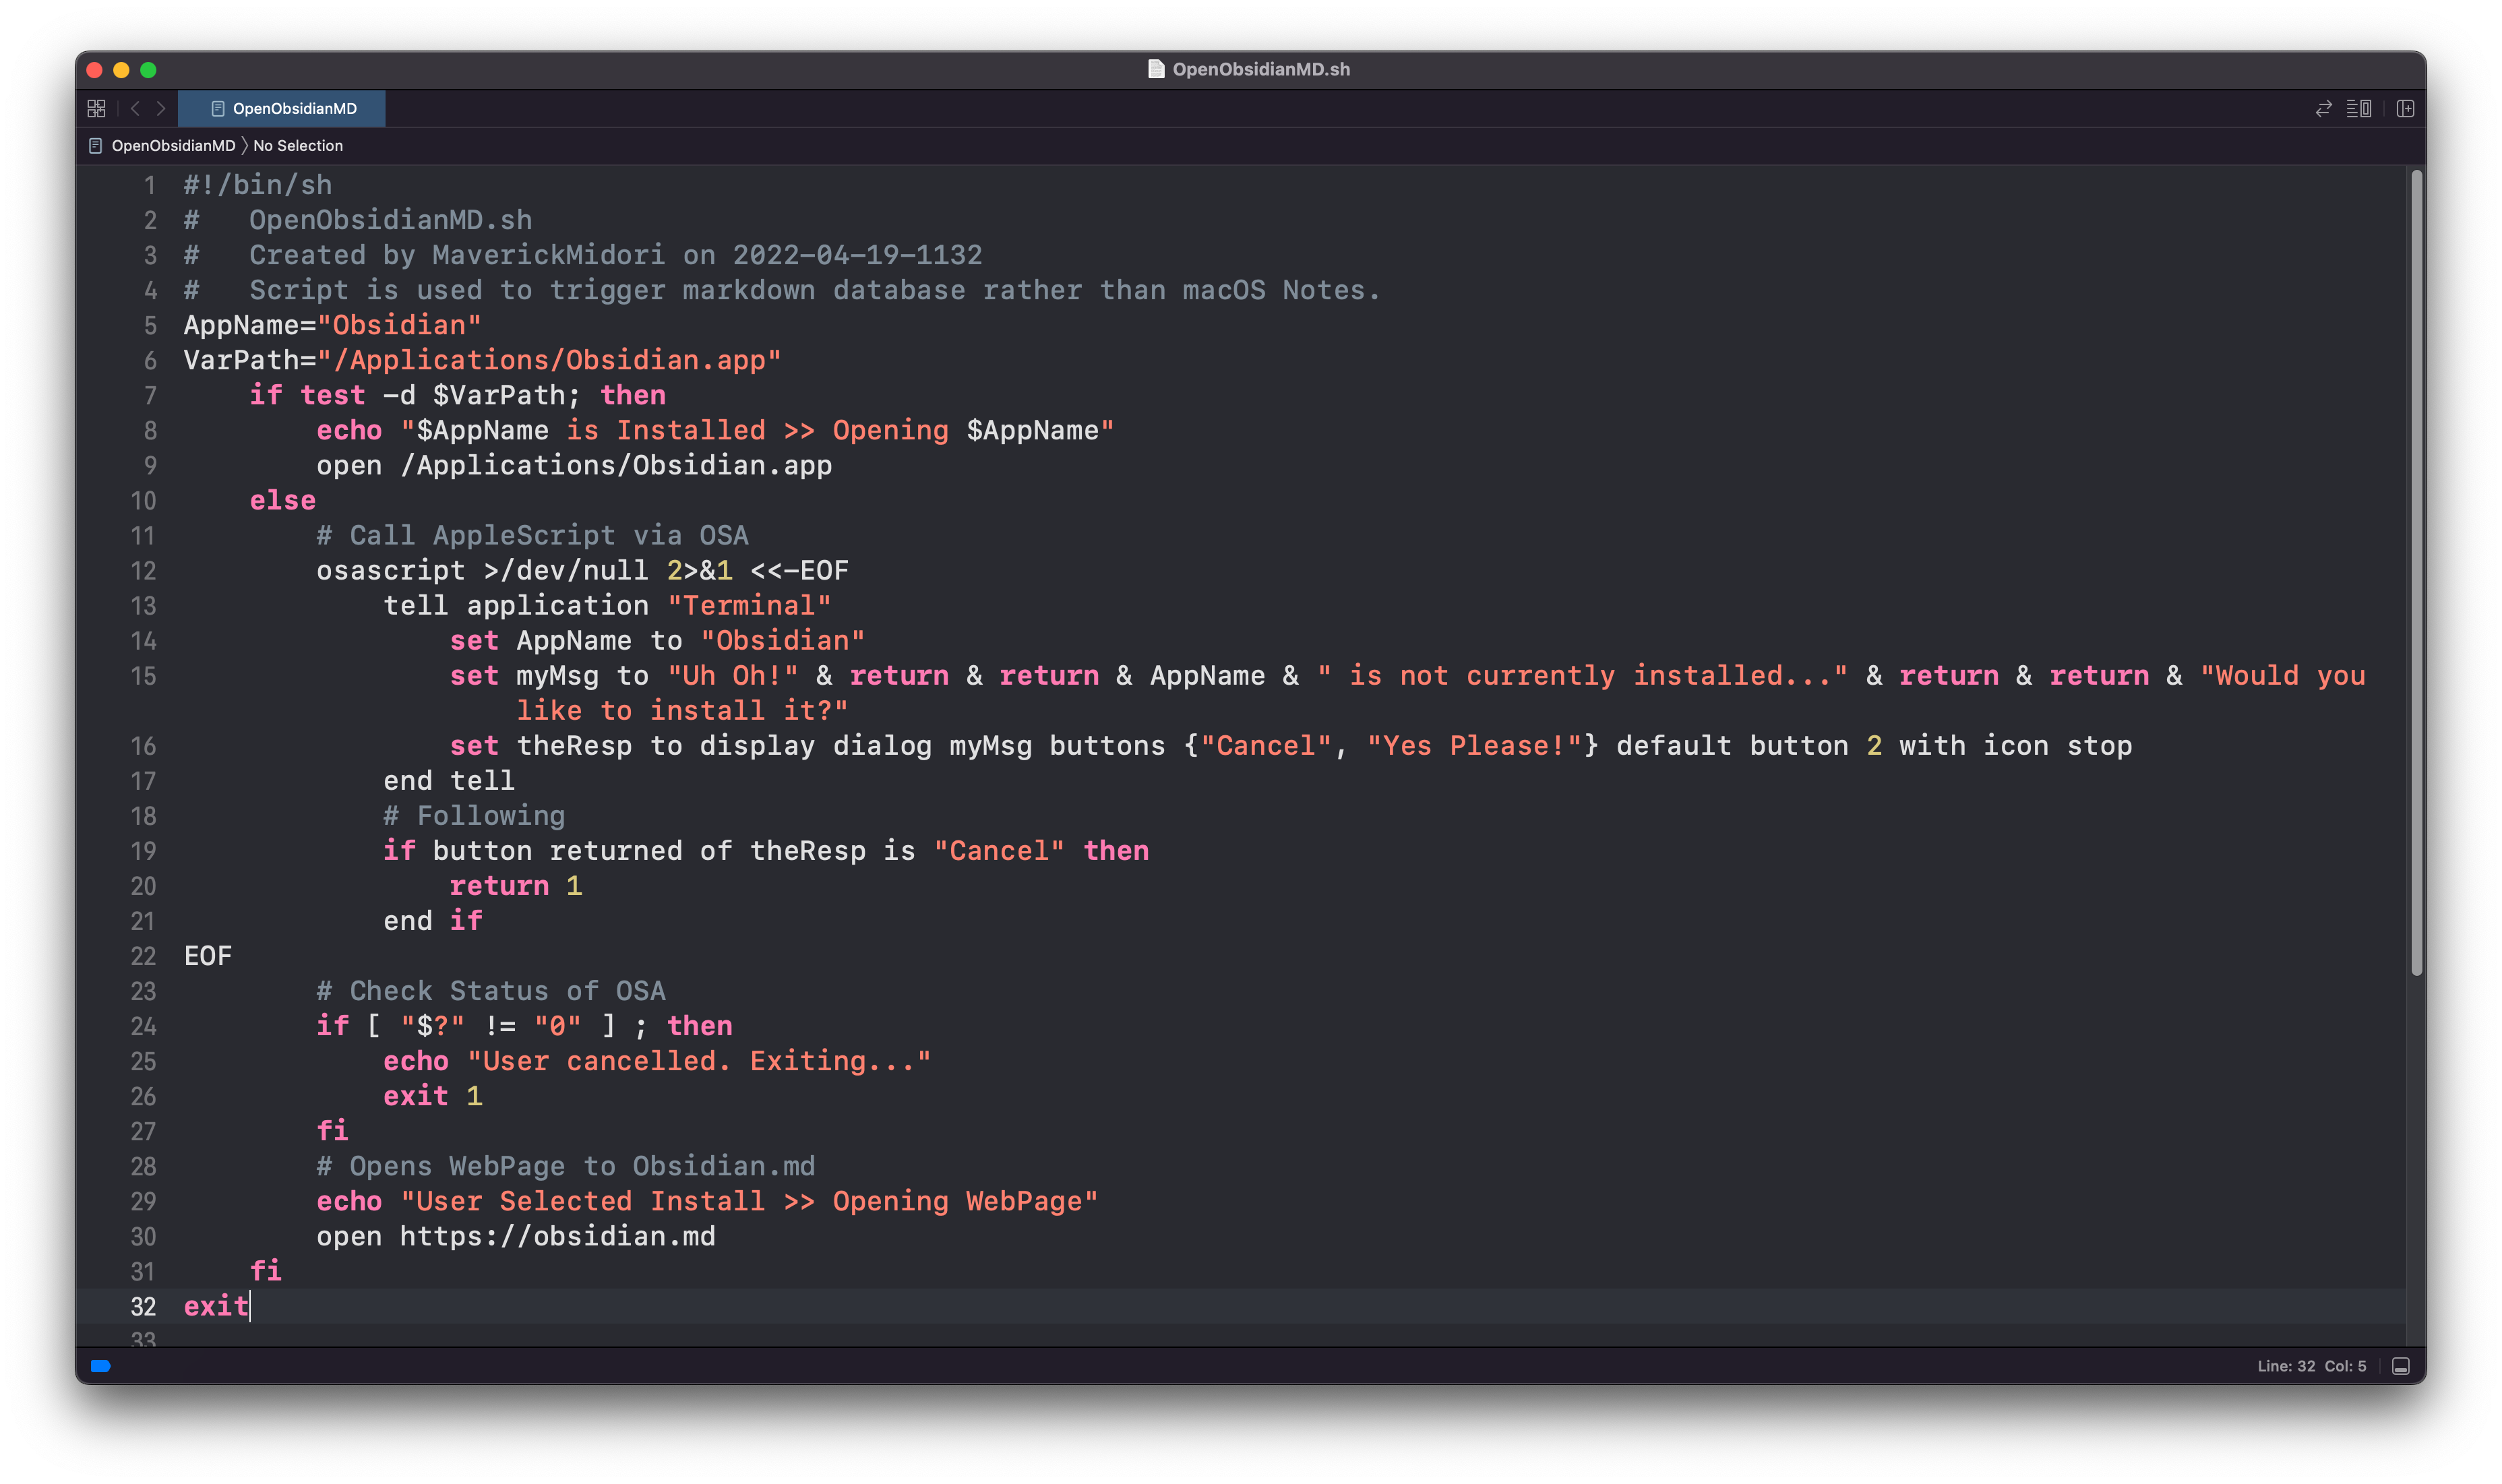 OpenObsidianMD.sh
OpenObsidianMD
OpenObsidianMD 〉 No Selection
1 #!/bin/sh
2 #   OpenObsidianMD.sh
3 #   Created by MaverickMidori on 2022-04-19-1132
4 #   Script is used to trigger markdown database rather than macOS Notes.
5 AppName="Obsidian"
6 VarPath="/Applications/Obsidian.app"
7     if test -d $VarPath; then
8         echo "$AppName is Installed >> Opening $AppName"
9         open /Applications/Obsidian.app
10     else
11         # Call AppleScript via OSA
12         osascript >/dev/null 2>&1 <<-EOF
13             tell application "Terminal"
14                 set AppName to "Obsidian"
15                 set myMsg to "Uh Oh!" & return & return & AppName & " is not currently installed..." & return & return & "Would you
                    like to install it?"
16                 set theResp to display dialog myMsg buttons {"Cancel", "Yes Please!"} default button 2 with icon stop
17             end tell
18             # Following
19             if button returned of theResp is "Cancel" then
20                 return 1
21             end if
22 EOF
23         # Check Status of OSA
24         if [ "$?" != "0" ] ; then
25             echo "User cancelled. Exiting..."
26             exit 1
27         fi
28         # Opens WebPage to Obsidian.md
29         echo "User Selected Install >> Opening WebPage"
30         open https://obsidian.md
31     fi
32 exit
33
Line: 32 Col: 5